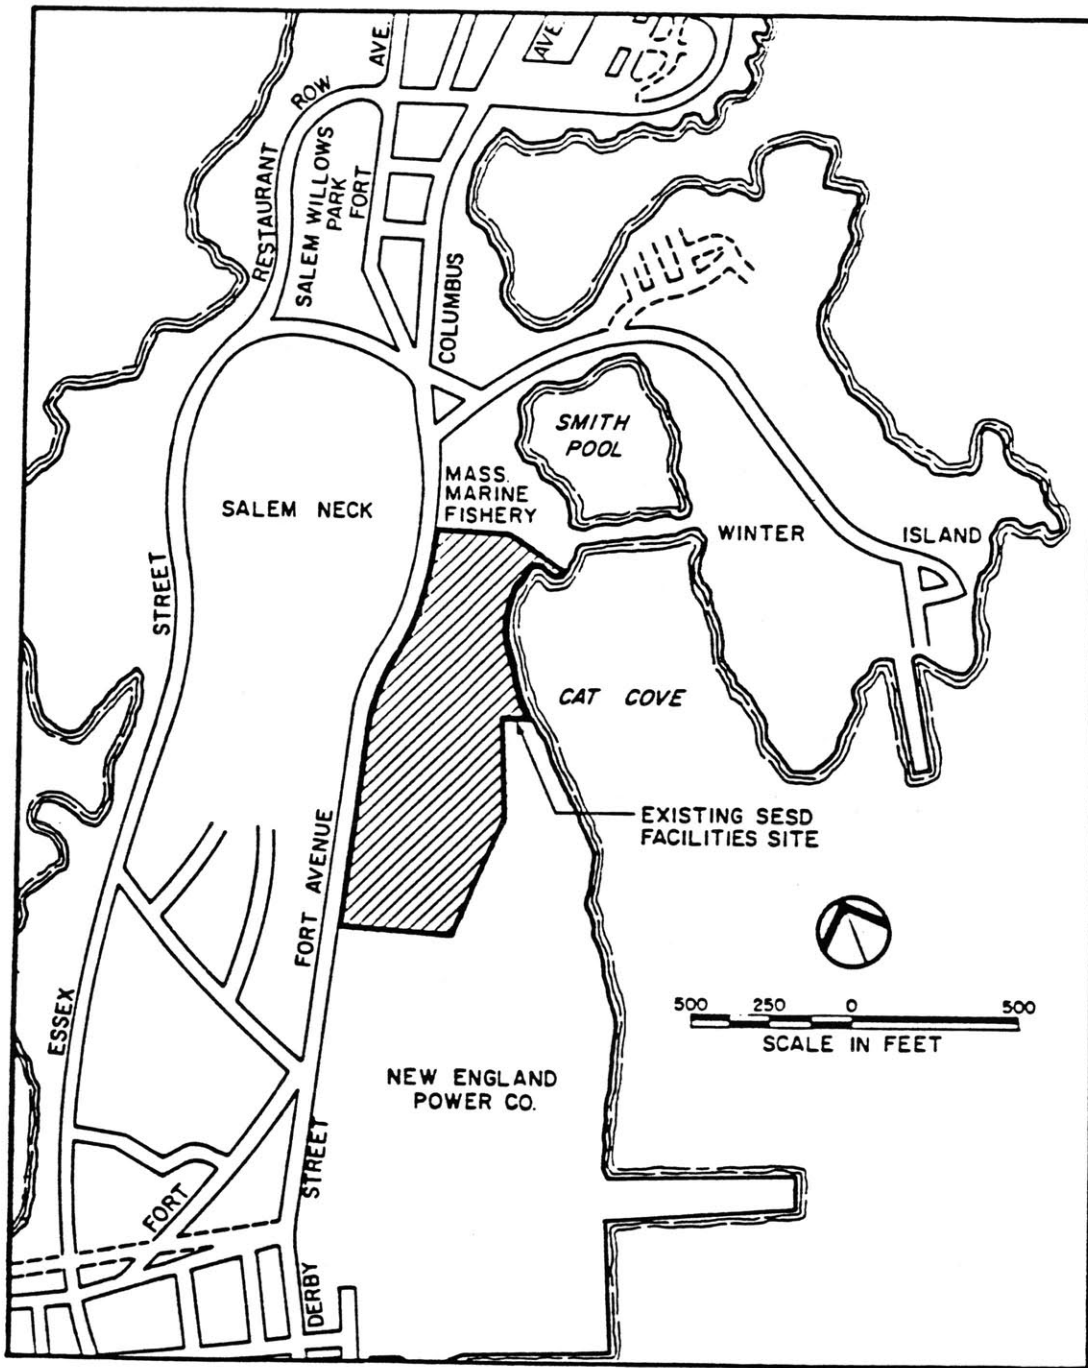 AVE.
AVE.
ROW
RESTAURANT
SALEM WILLOWS
PARK
FORT
COLUMBUS
SMITH
POOL
MASS.
MARINE
FISHERY
SALEM NECK
WINTER
ISLAND
STREET
CAT COVE
EXISTING SESD
FACILITIES SITE
FORT AVENUE
ESSEX
500 250 0 500
SCALE IN FEET
NEW ENGLAND
POWER CO.
STREET
FORT
DERBY